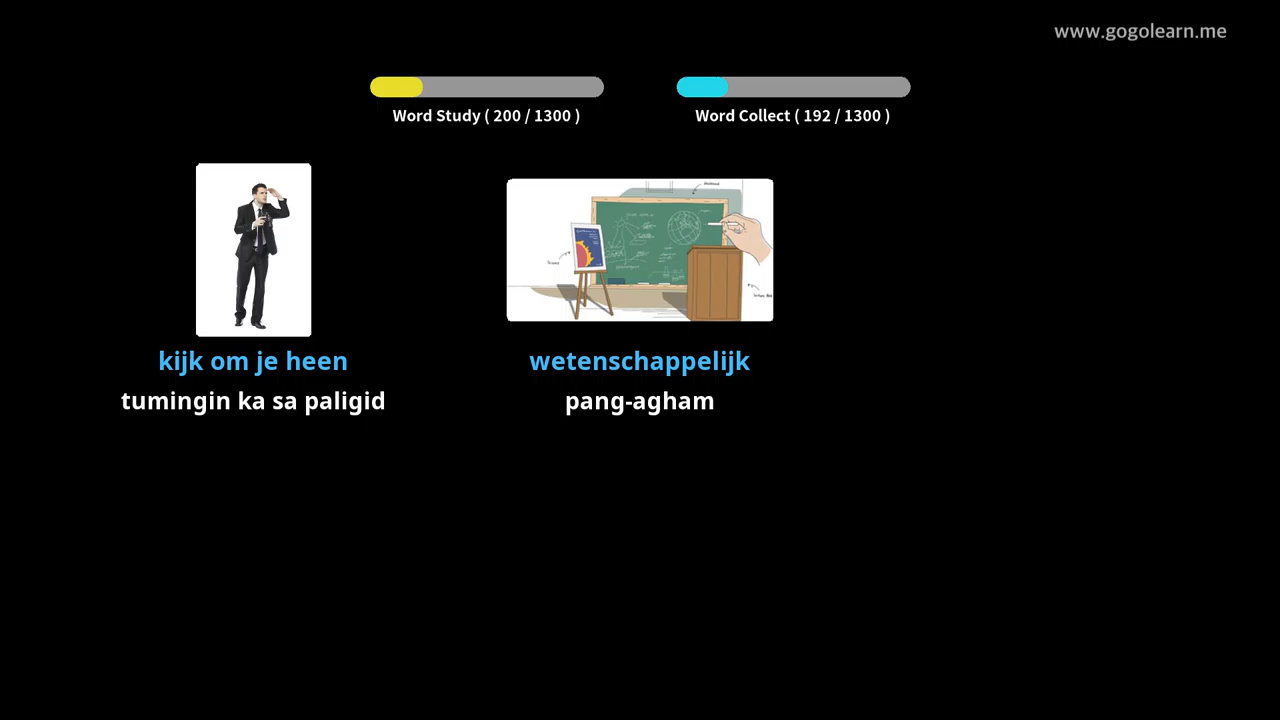 www.gogolearn.me
Word Study ( 200 / 1300 )
Word Collect ( 192 / 1300 )
kijk om je heen
tumingin ka sa paligid
wetenschappelijk
pang-agham